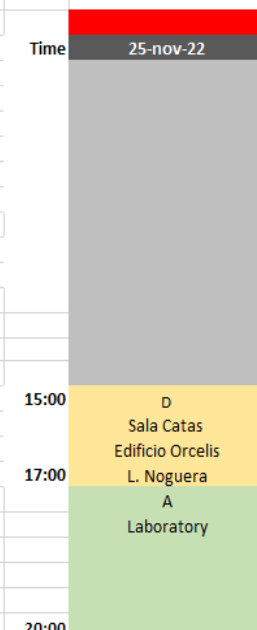 Time 25-nov-22
15:00 D
Sala Catas
Edificio Orcelis
17:00 L. Noguera
A
Laboratory
20:00